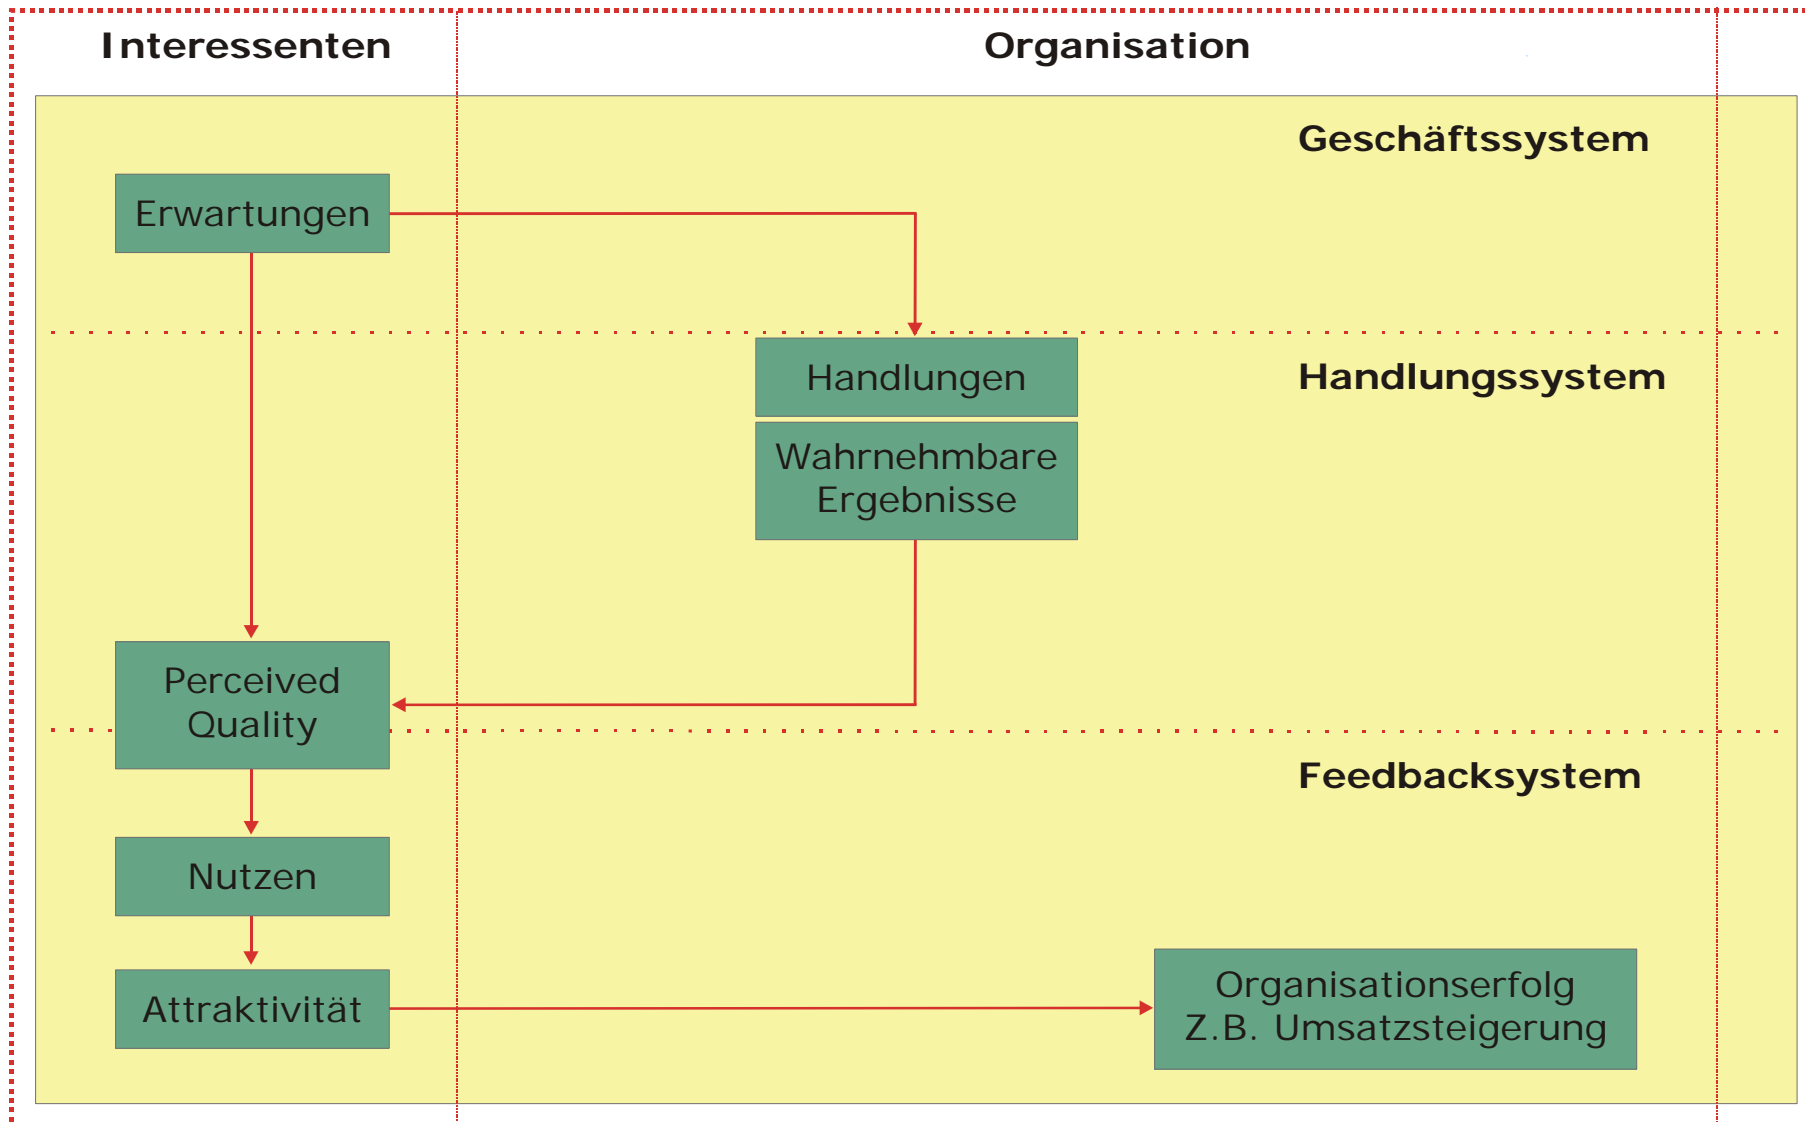 Interessenten
Organisation
Geschäftssystem
Erwartungen
Handlungen
Handlungssystem
Wahrnehmbare
Ergebnisse
Perceived
Quality
Feedbacksystem
Nutzen
Attraktivität
Organisationserfolg
Z.B. Umsatzsteigerung